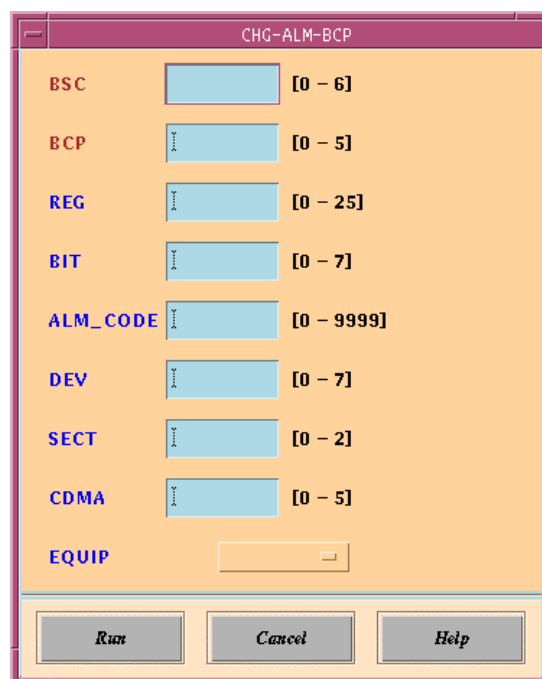 CHG-ALM-BCP
BSC [0 – 6]
BCP [0 – 5]
REG [0 – 25]
BIT [0 – 7]
ALM_CODE [0 – 9999]
DEV [0 – 7]
SECT [0 – 2]
CDMA [0 – 5]
EQUIP
Run Cancel Help